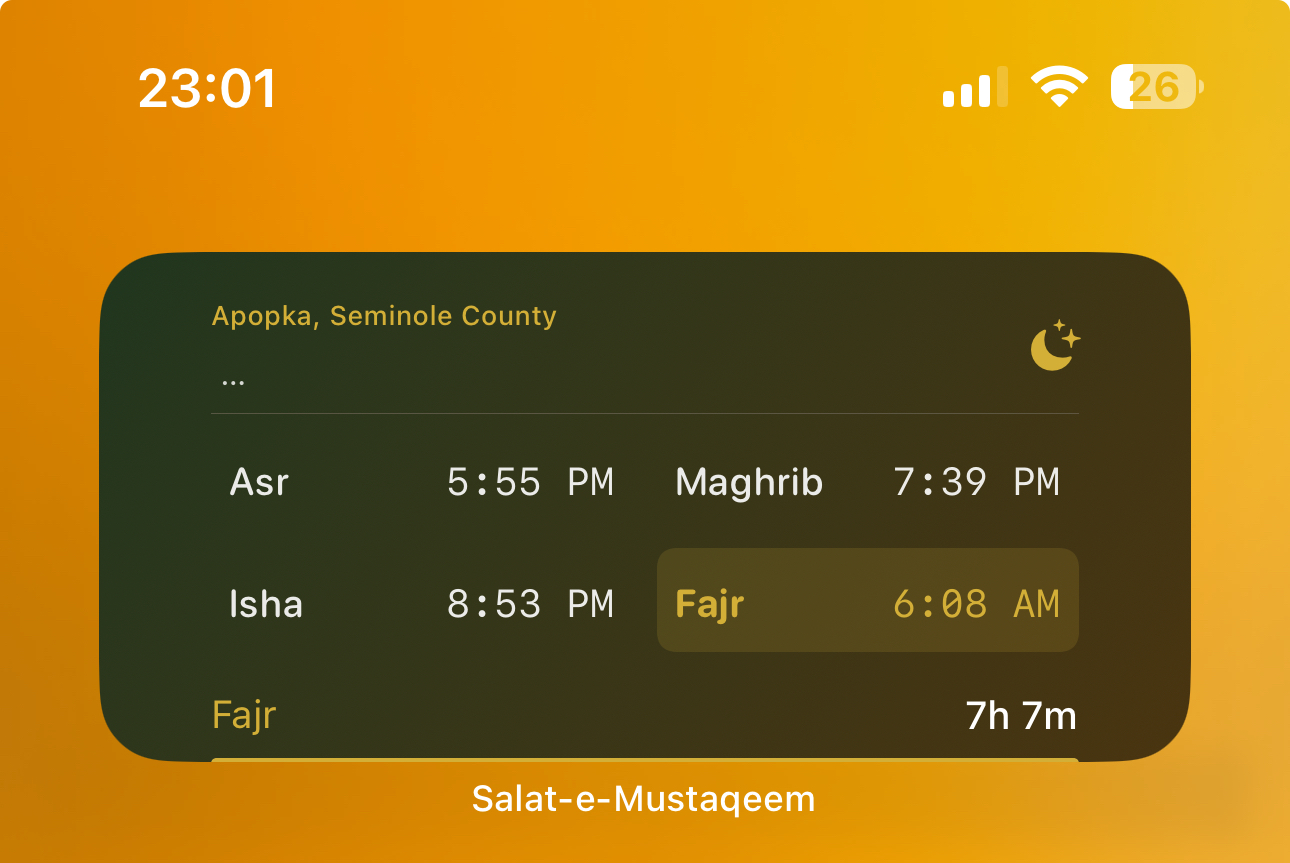 23:01
26
Apopka, Seminole County
...
Asr 5:55 PM Maghrib 7:39 PM
Isha 8:53 PM Fajr 6:08 AM
Fajr 7h 7m
Salat-e-Mustaqeem